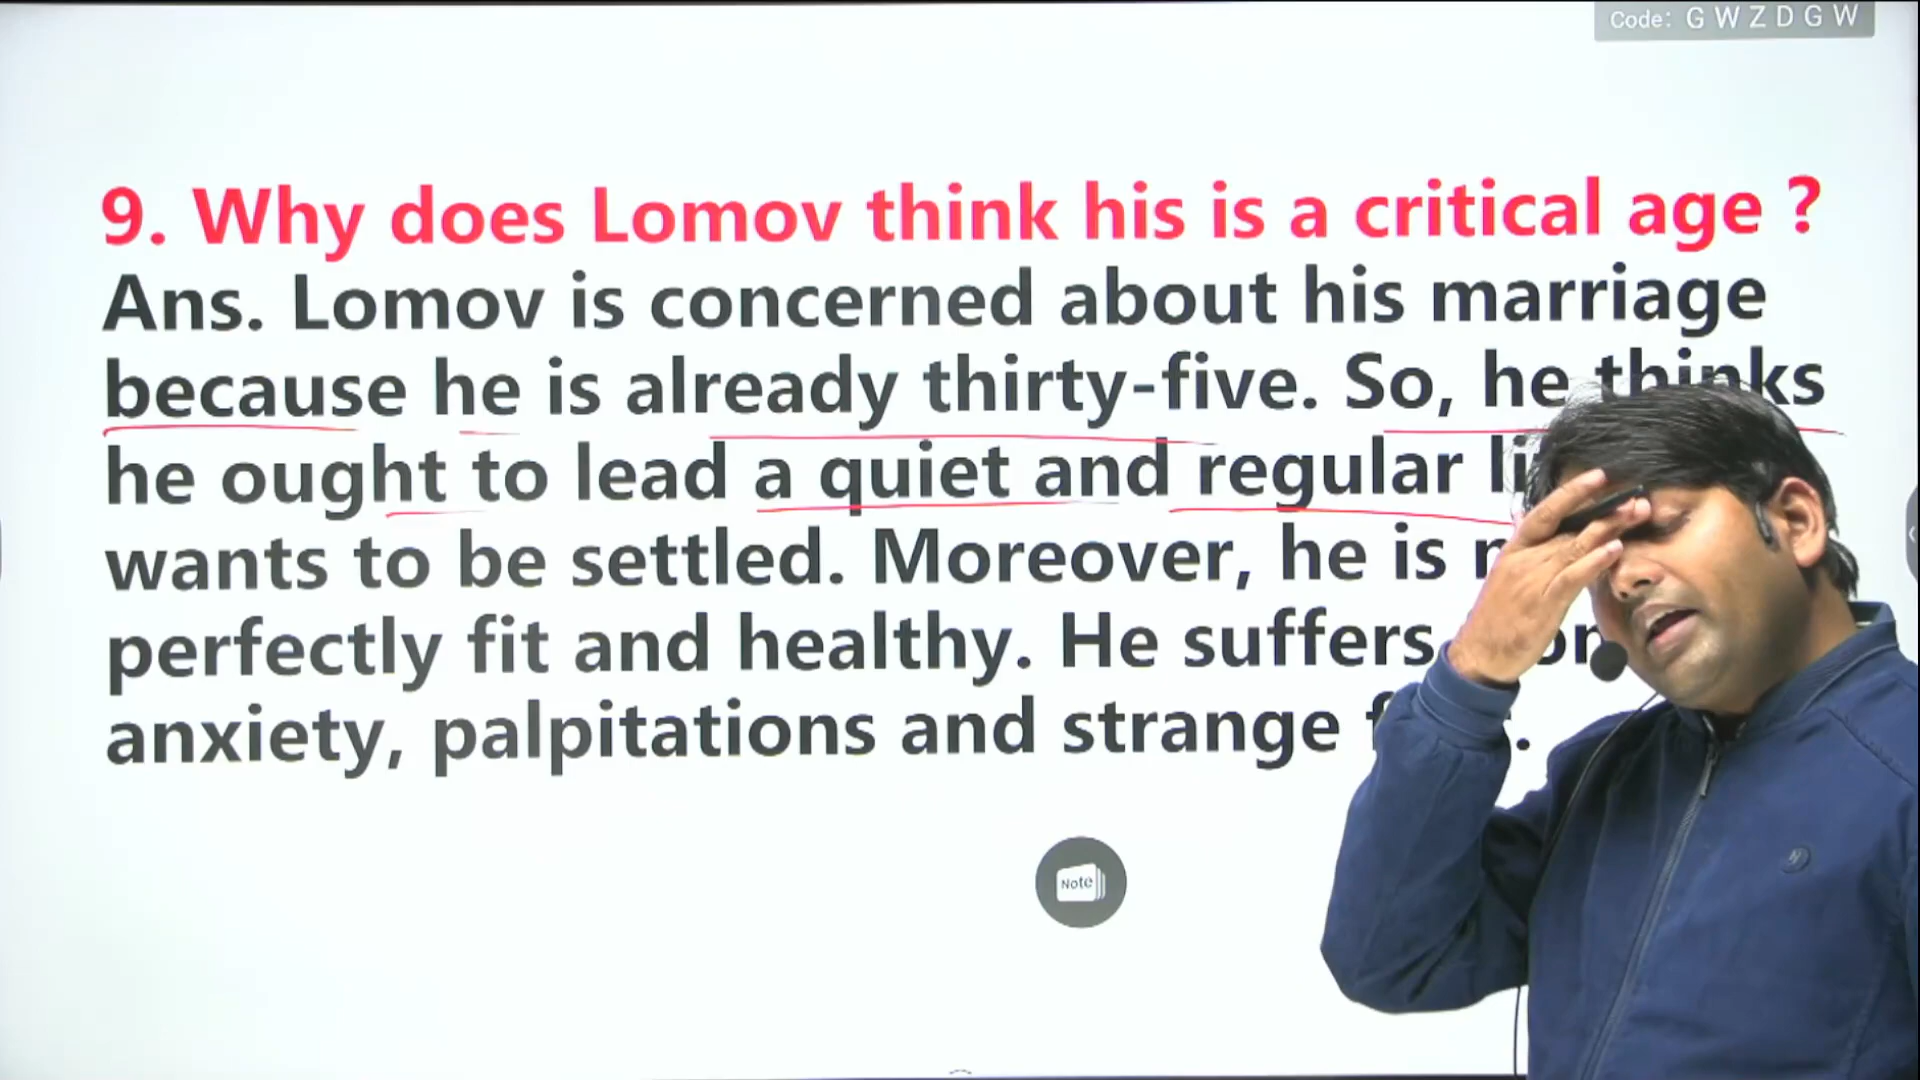 Code: GWZDGW
9. Why does Lomov think his is a critical age ?
Ans. Lomov is concerned about his marriage
because he is already thirty-five. So, he thinks
he ought to lead a quiet and regular
wants to be settled. Moreover, he is
perfectly fit and healthy. He suffers
anxiety, palpitations and strange
Note